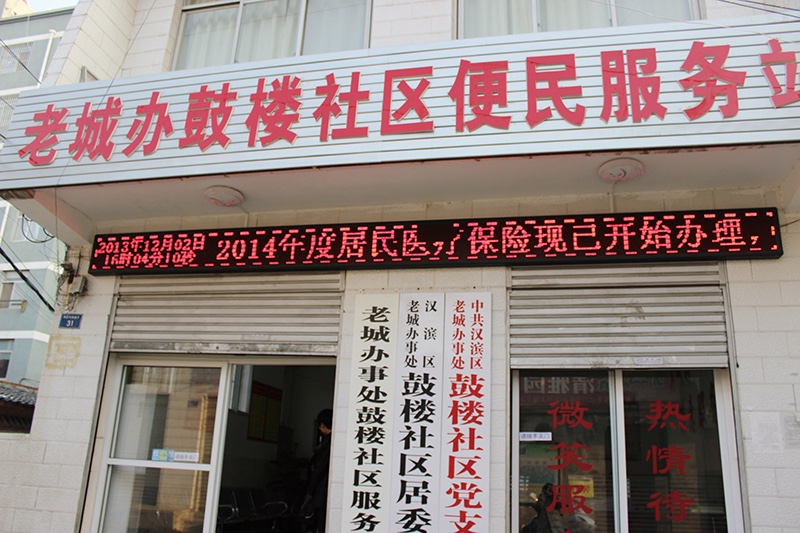 老城办鼓楼社区便民服务站
2013年12月02日
16时04分10秒
2014年度居民医疗保险现已开始办理,
31
老城办事处鼓楼社区服务
汉滨区
老城办事处
鼓楼社区居委
中共汉滨区
老城办事处
鼓楼社区党支
清雅园
微笑服
热情待